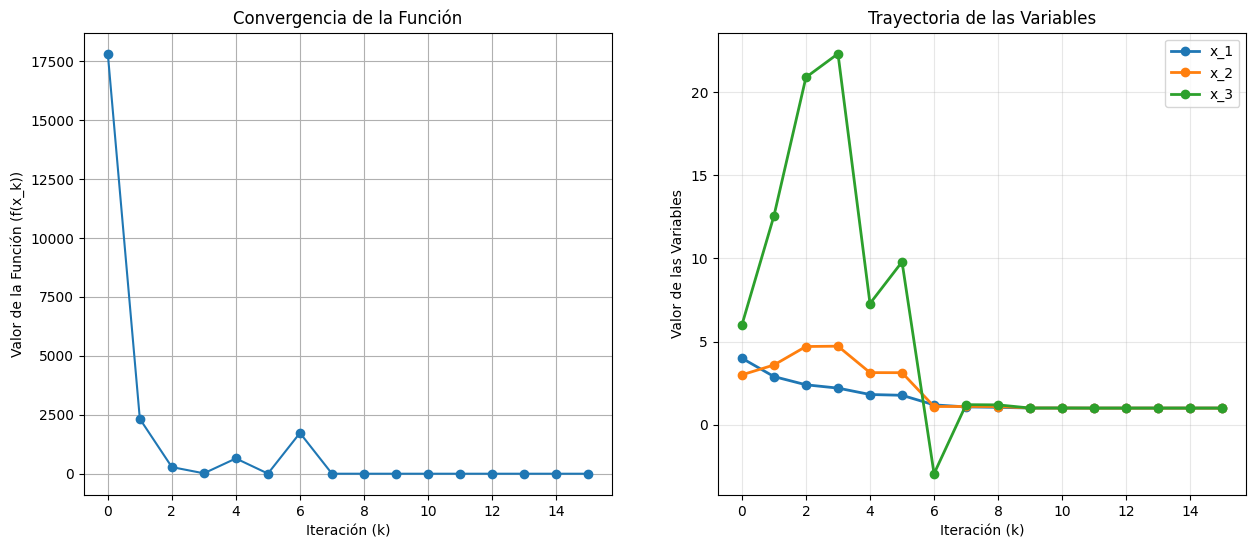 Convergencia de la Función
Valor de la Función (f(x_k))
17500
15000
12500
10000
7500
5000
2500
0
0 2 4 6 8 10 12 14
Iteración (k)
Trayectoria de las Variables
Valor de las Variables
20
15
10
5
0
0 2 4 6 8 10 12 14
Iteración (k)
x_1
x_2
x_3